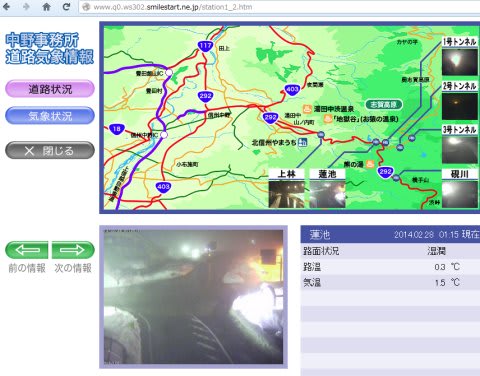 www.q0.ws302.smilestart.ne.jp/station1_2.htm
中野事務所
道路気象情報
道路状況
気象状況
閉じる
117
田上
カヤの平
1号トンネル
豊田飯山IC
豊田村
292
403
夜間瀬
奥志賀高原
2号トンネル
信州中野
292
湯田中渋温泉
志賀高原
「地獄谷」(お猿の温泉)
湯田中
山ノ内町
18
信州中野IC
北信州やまうち
3号トンネル
小布施町
熊の湯
上林
蓮池
292
硯川
403
横手山
渋峠
前の情報
次の情報
蓮池
2014.02.28 01:15 現在
路面状況
湿潤
路温
0.3 ℃
気温
1.5 ℃